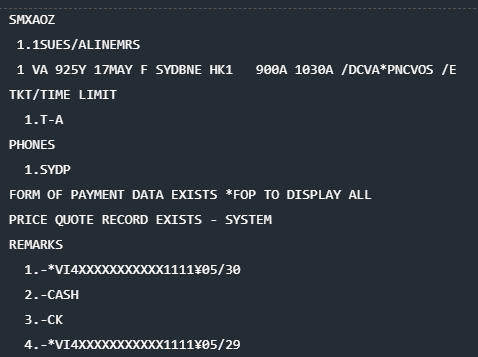 SMXAOZ
1.1SUES/ALINEMRS
1 VA 925Y 17MAY F SYDBNE HK1   900A 1030A /DCVA*PNCVOS /E
TKT/TIME LIMIT
1.T-A
PHONES
1.SYDP
FORM OF PAYMENT DATA EXISTS *FOP TO DISPLAY ALL
PRICE QUOTE RECORD EXISTS - SYSTEM
REMARKS
1.-*VI4XXXXXXXXXXX1111¥05/30
2.-CASH
3.-CK
4.-*VI4XXXXXXXXXXX1111¥05/29